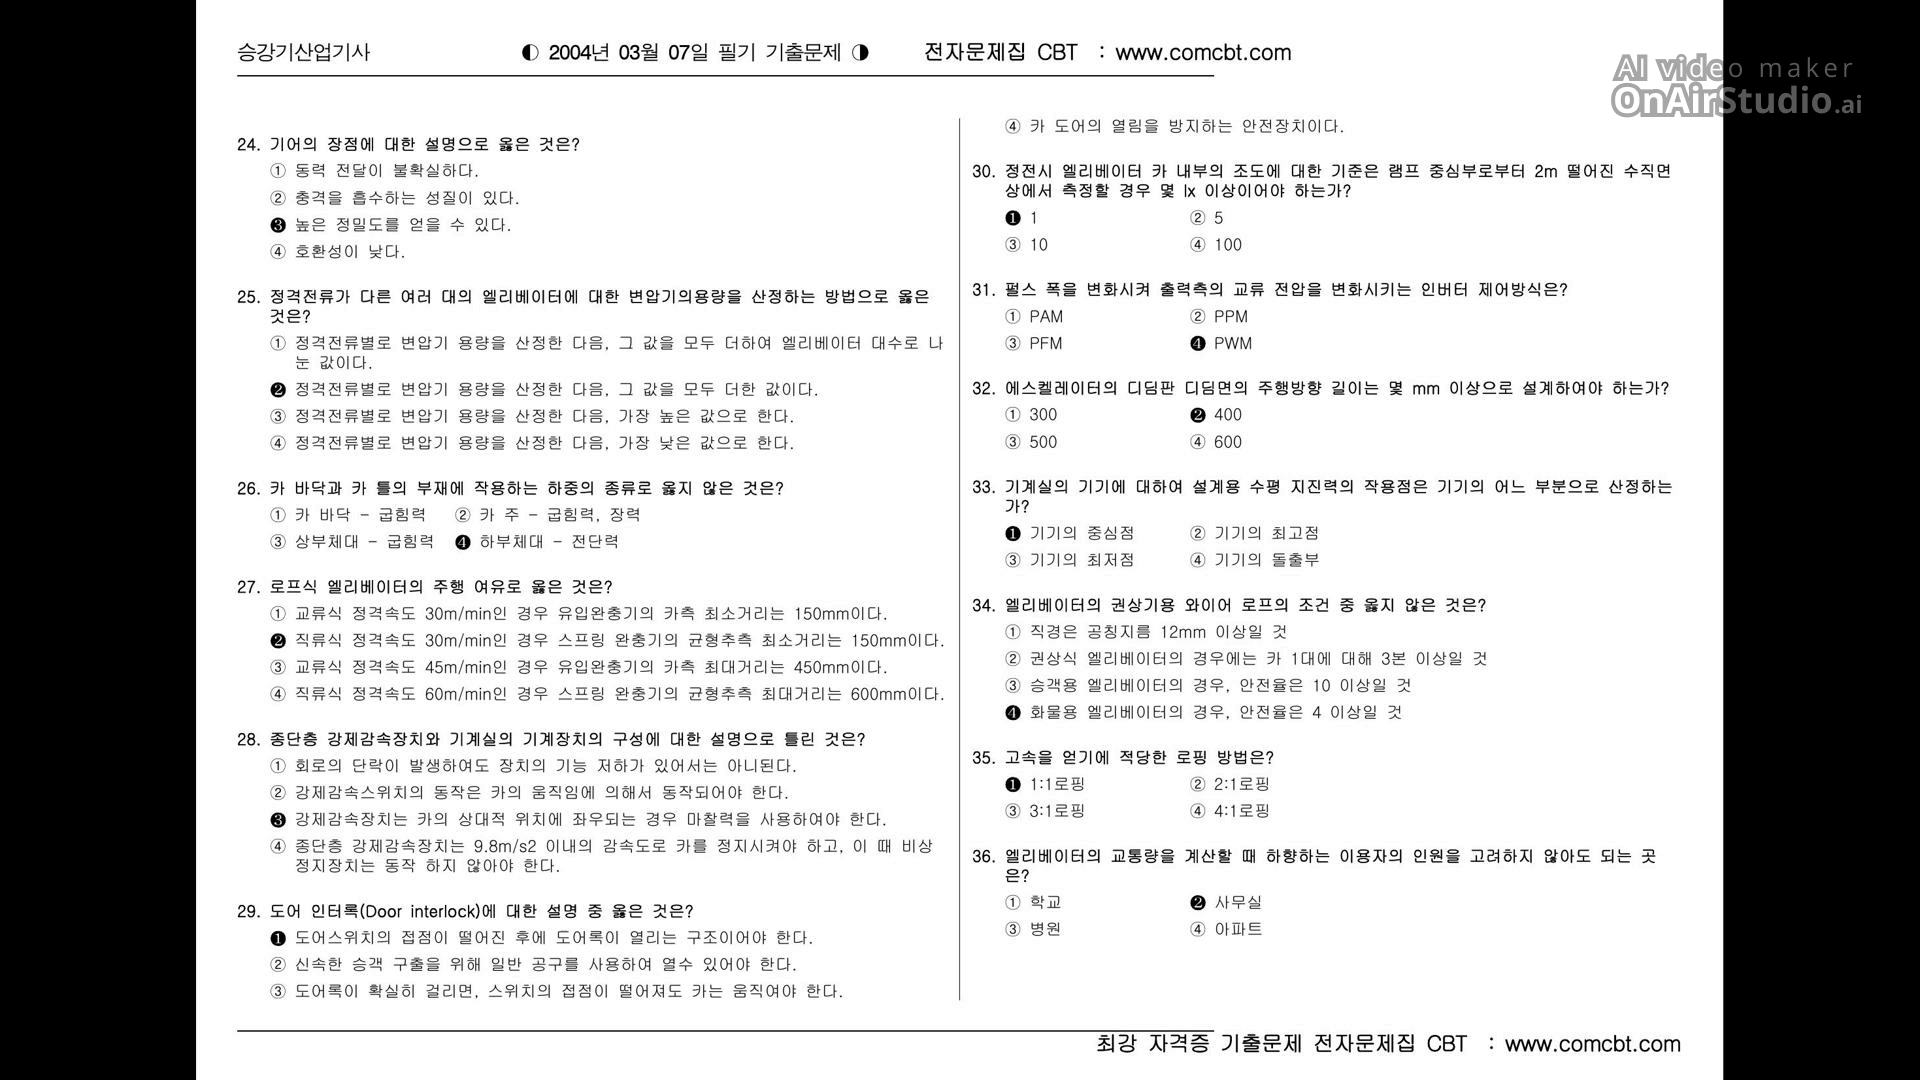 승강기산업기사 ◐ 2004년 03월 07일 필기 기출문제 ◑ 전자문제집 CBT : www.comcbt.com
AI video maker
OnAirStudio.ai
24. 기어의 장점에 대한 설명으로 옳은 것은?
① 동력 전달이 불확실하다.
② 충격을 흡수하는 성질이 있다.
❸ 높은 정밀도를 얻을 수 있다.
④ 호환성이 낮다.
25. 정격전류가 다른 여러 대의 엘리베이터에 대한 변압기의용량을 산정하는 방법으로 옳은
것은?
① 정격전류별로 변압기 용량을 산정한 다음, 그 값을 모두 더하여 엘리베이터 대수로 나
눈 값이다.
❷ 정격전류별로 변압기 용량을 산정한 다음, 그 값을 모두 더한 값이다.
③ 정격전류별로 변압기 용량을 산정한 다음, 가장 높은 값으로 한다.
④ 정격전류별로 변압기 용량을 산정한 다음, 가장 낮은 값으로 한다.
26. 카 바닥과 카 틀의 부재에 작용하는 하중의 종류로 옳지 않은 것은?
① 카 바닥 - 굽힘력 ② 카 주 - 굽힘력, 장력
③ 상부체대 - 굽힘력 ❹ 하부체대 - 전단력
27. 로프식 엘리베이터의 주행 여유로 옳은 것은?
① 교류식 정격속도 30m/min인 경우 유입완충기의 카측 최소거리는 150mm이다.
❷ 직류식 정격속도 30m/min인 경우 스프링 완충기의 균형추측 최소거리는 150mm이다.
③ 교류식 정격속도 45m/min인 경우 유입완충기의 카측 최대거리는 450mm이다.
④ 직류식 정격속도 60m/min인 경우 스프링 완충기의 균형추측 최대거리는 600mm이다.
28. 종단층 강제감속장치와 기계실의 기계장치의 구성에 대한 설명으로 틀린 것은?
① 회로의 단락이 발생하여도 장치의 기능 저하가 있어서는 아니된다.
② 강제감속스위치의 동작은 카의 움직임에 의해서 동작되어야 한다.
❸ 강제감속장치는 카의 상대적 위치에 좌우되는 경우 마찰력을 사용하여야 한다.
④ 종단층 강제감속장치는 9.8m/s2 이내의 감속도로 카를 정지시켜야 하고, 이 때 비상
정지장치는 동작 하지 않아야 한다.
29. 도어 인터록(Door interlock)에 대한 설명 중 옳은 것은?
❶ 도어스위치의 접점이 떨어진 후에 도어록이 열리는 구조이어야 한다.
② 신속한 승객 구출을 위해 일반 공구를 사용하여 열수 있어야 한다.
③ 도어록이 확실히 걸리면, 스위치의 접점이 떨어져도 카는 움직여야 한다.
④ 카 도어의 열림을 방지하는 안전장치이다.
30. 정전시 엘리베이터 카 내부의 조도에 대한 기준은 램프 중심부로부터 2m 떨어진 수직면
상에서 측정할 경우 몇 lx 이상이어야 하는가?
❶ 1 ② 5
③ 10 ④ 100
31. 펄스 폭을 변화시켜 출력측의 교류 전압을 변화시키는 인버터 제어방식은?
① PAM ② PPM
③ PFM ❹ PWM
32. 에스켈레이터의 디딤판 디딤면의 주행방향 길이는 몇 mm 이상으로 설계하여야 하는가?
① 300 ❷ 400
③ 500 ④ 600
33. 기계실의 기기에 대하여 설계용 수평 지진력의 작용점은 기기의 어느 부분으로 산정하는
가?
❶ 기기의 중심점 ② 기기의 최고점
③ 기기의 최저점 ④ 기기의 돌출부
34. 엘리베이터의 권상기용 와이어 로프의 조건 중 옳지 않은 것은?
① 직경은 공칭지름 12mm 이상일 것
② 권상식 엘리베이터의 경우에는 카 1대에 대해 3본 이상일 것
③ 승객용 엘리베이터의 경우, 안전율은 10 이상일 것
❹ 화물용 엘리베이터의 경우, 안전율은 4 이상일 것
35. 고속을 얻기에 적당한 로핑 방법은?
❶ 1:1로핑 ② 2:1로핑
③ 3:1로핑 ④ 4:1로핑
36. 엘리베이터의 교통량을 계산할 때 하향하는 이용자의 인원을 고려하지 않아도 되는 곳
은?
① 학교 ❷ 사무실
③ 병원 ④ 아파트
최강 자격증 기출문제 전자문제집 CBT : www.comcbt.com